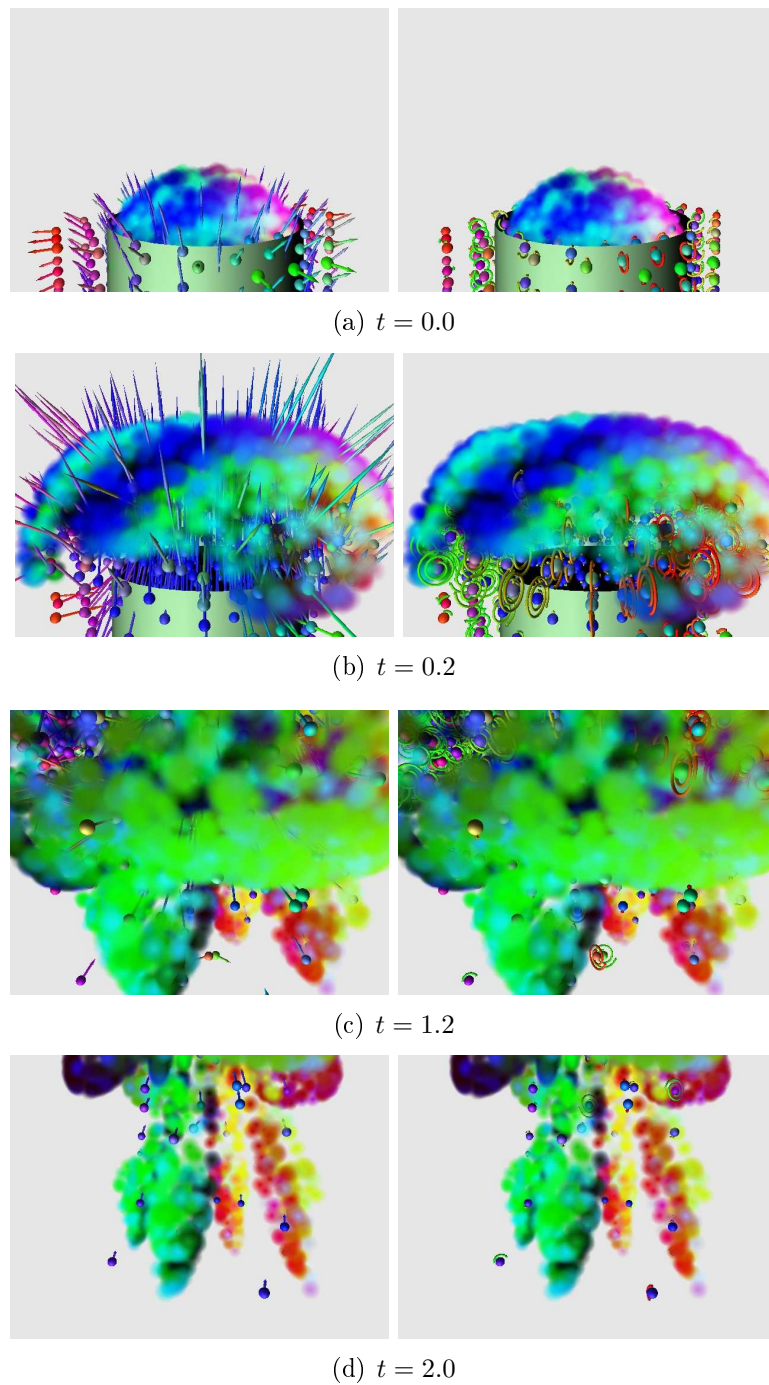 (a) t = 0.0
(b) t = 0.2
(c) t = 1.2
(d) t = 2.0